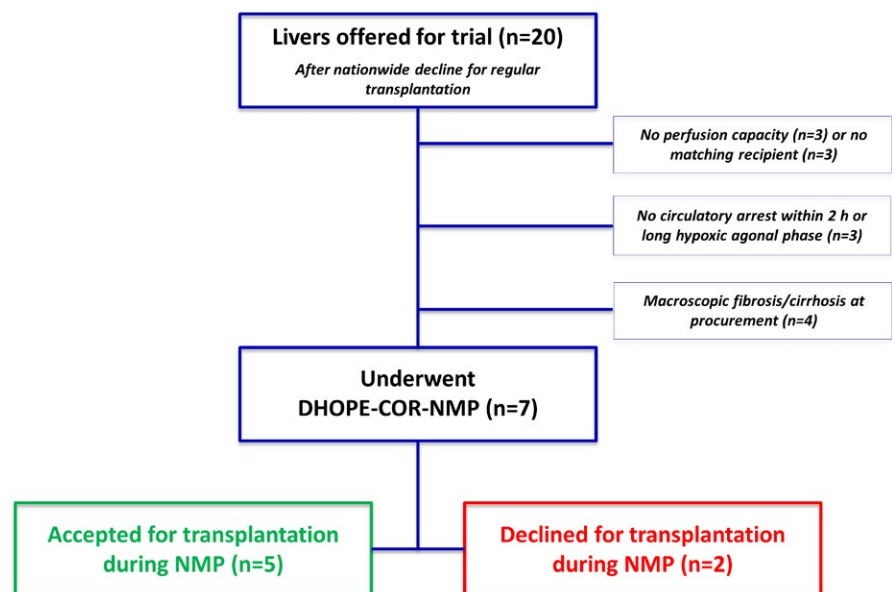 Livers offered for trial (n=20)
After nationwide decline for regular
transplantation
No perfusion capacity (n=3) or no
matching recipient (n=3)
No circulatory arrest within 2 h or
long hypoxic agonal phase (n=3)
Macroscopic fibrosis/cirrhosis at
procurement (n=4)
Underwent
DHOPE-COR-NMP (n=7)
Accepted for transplantation
during NMP (n=5)
Declined for transplantation
during NMP (n=2)